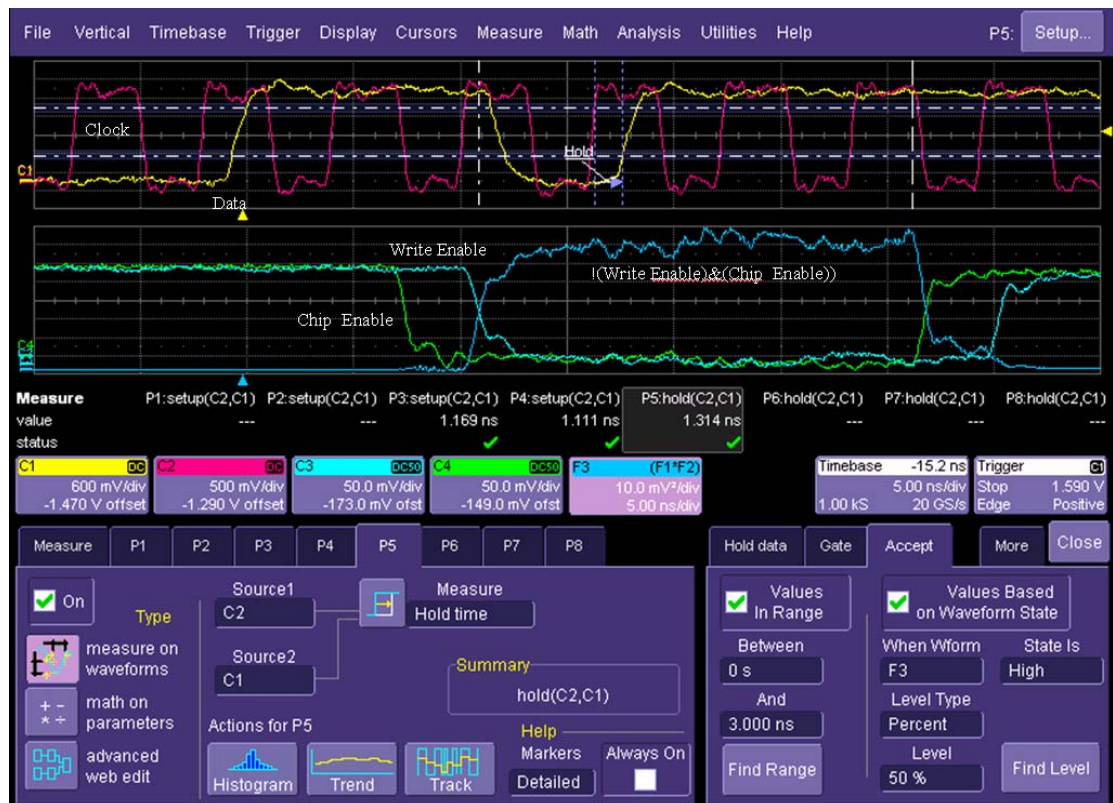 File Vertical Timebase Trigger Display Cursors Measure Math Analysis Utilities Help P5: Setup...
Clock
Hold
C1
Data
Write Enable
!(Write Enable)&(Chip Enable))
Chip Enable
C4
Measure P1:setup(C2,C1) P2:setup(C2,C1) P3:setup(C2,C1) P4:setup(C2,C1) P5:hold(C2,C1) P6:hold(C2,C1) P7:hold(C2,C1) P8:hold(C2,C1)
value --- --- 1.169 ns 1.111 ns 1.314 ns --- --- ---
status
C1 DC C2 DC C3 DC50 C4 DC50 F3 (F1*F2) Timebase -15.2 ns Trigger C1
600 mV/div 500 mV/div 50.0 mV/div 50.0 mV/div 10.0 mV²/div 5.00 ns/div Stop 1.590 V
-1.470 V offset -1.290 V offset -173.0 mV ofst -149.0 mV ofst 5.00 ns/div 1.00 kS 20 GS/s Edge Positive
Measure P1 P2 P3 P4 P5 P6 P7 P8 Hold data Gate Accept More Close
On
Type
measure on
waveforms
math on
parameters
advanced
web edit
Source1
C2
Source2
C1
Measure
Hold time
Summary
hold(C2,C1)
Actions for P5
Histogram Trend Track
Help
Markers Always On
Detailed
Values
In Range
Between
0 s
And
3.000 ns
Find Range
Values Based
on Waveform State
When Wform State Is
F3 High
Level Type
Percent
Level
50 %
Find Level